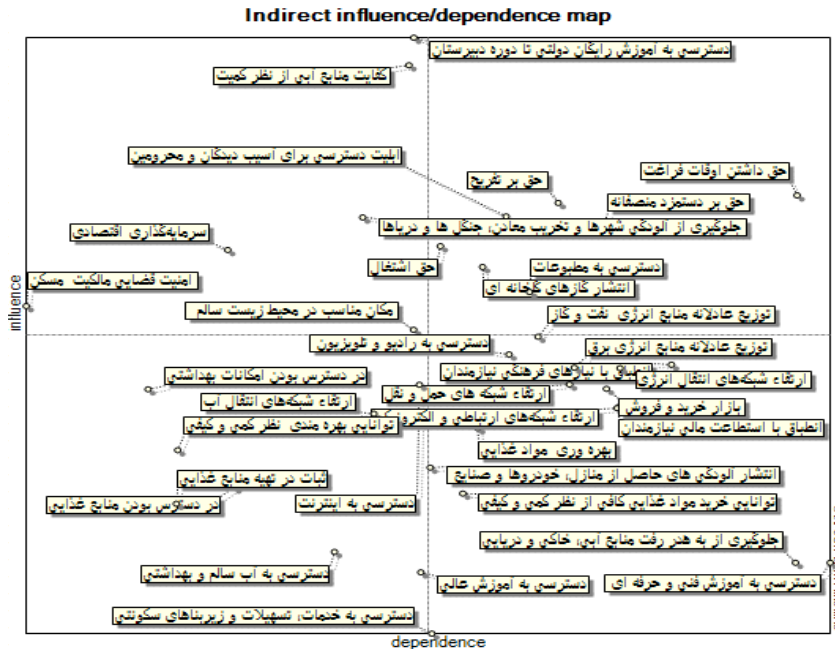 Indirect influence/dependence map
دسترسی به آموزش رایگان دولتی تا دوره دبیرستان
کفایت منابع آبی از نظر کمیت
ابلیت دسترسی برای آسیب دیدگان و محرومین
حق داشتن اوقات فراغت
حق بر تفریح
حق بر دستمزد منصفانه
جلوگیری از آلودگی شهرها و تخریب معادن، جنگل ها و دریاها
سرمایه‌گذاری اقتصادی
حق اشتغال
دسترسی به مطبوعات
امنیت قضایی مالکیت مسکن
انتشار گازهای گلخانه ای
influence
مکان مناسب در محیط زیست سالم
توزیع عادلانه منابع انرژی نفت و گاز
دسترسی به رادیو و تلویزیون
توزیع عادلانه منابع انرژی برق
انطباق با نیازهای فرهنگی نیازمندان
در دسترس بودن امکانات بهداشتی
ارتقاء شبکه‌های انتقال انرژی
ارتقاء شبکه های حمل و نقل
ارتقاء شبکه‌های انتقال آب
بازار خرید و فروش
ارتقاء شبکه‌های ارتباطی و الکترونیک
توانایی بهره مندی نظر کمی و کیفی
انطباق با استطاعت مالی نیازمندان
بهره وری مواد غذایی
انتشار آلودگی های حاصل از منازل، خودروها و صنایع
ثبات در تهیه منابع غذایی
در دسترس بودن منابع غذایی
دسترسی به اینترنت
توانایی خرید مواد غذایی کافی از نظر کمی و کیفی
جلوگیری از به هدر رفت منابع آبی، خاکی و دریایی
دسترسی به آب سالم و بهداشتی
دسترسی به آموزش عالی
دسترسی به آموزش فنی و حرفه ای
دسترسی به خدمات، تسهیلات و زیربناهای سکونتی
dependence